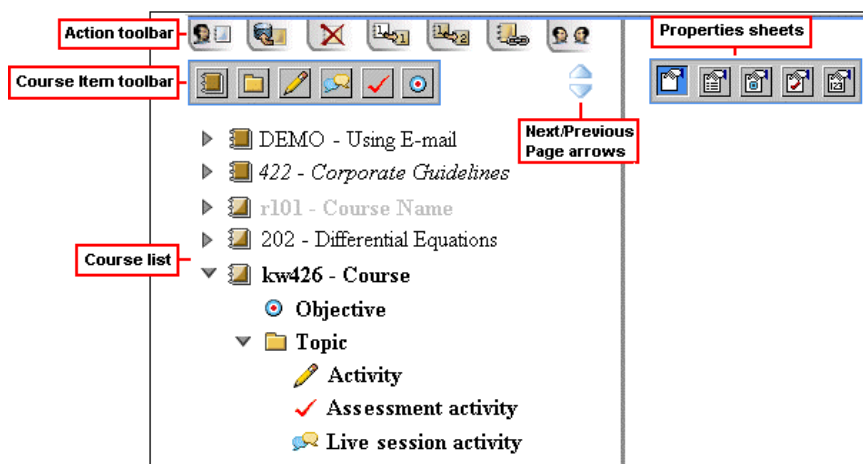 Action toolbar
Properties sheets
Course Item toolbar
Next/Previous
Page arrows
DEMO - Using E-mail
422 - Corporate Guidelines
r101 - Course Name
202 - Differential Equations
Course list
kw426 - Course
Objective
Topic
Activity
Assessment activity
Live session activity